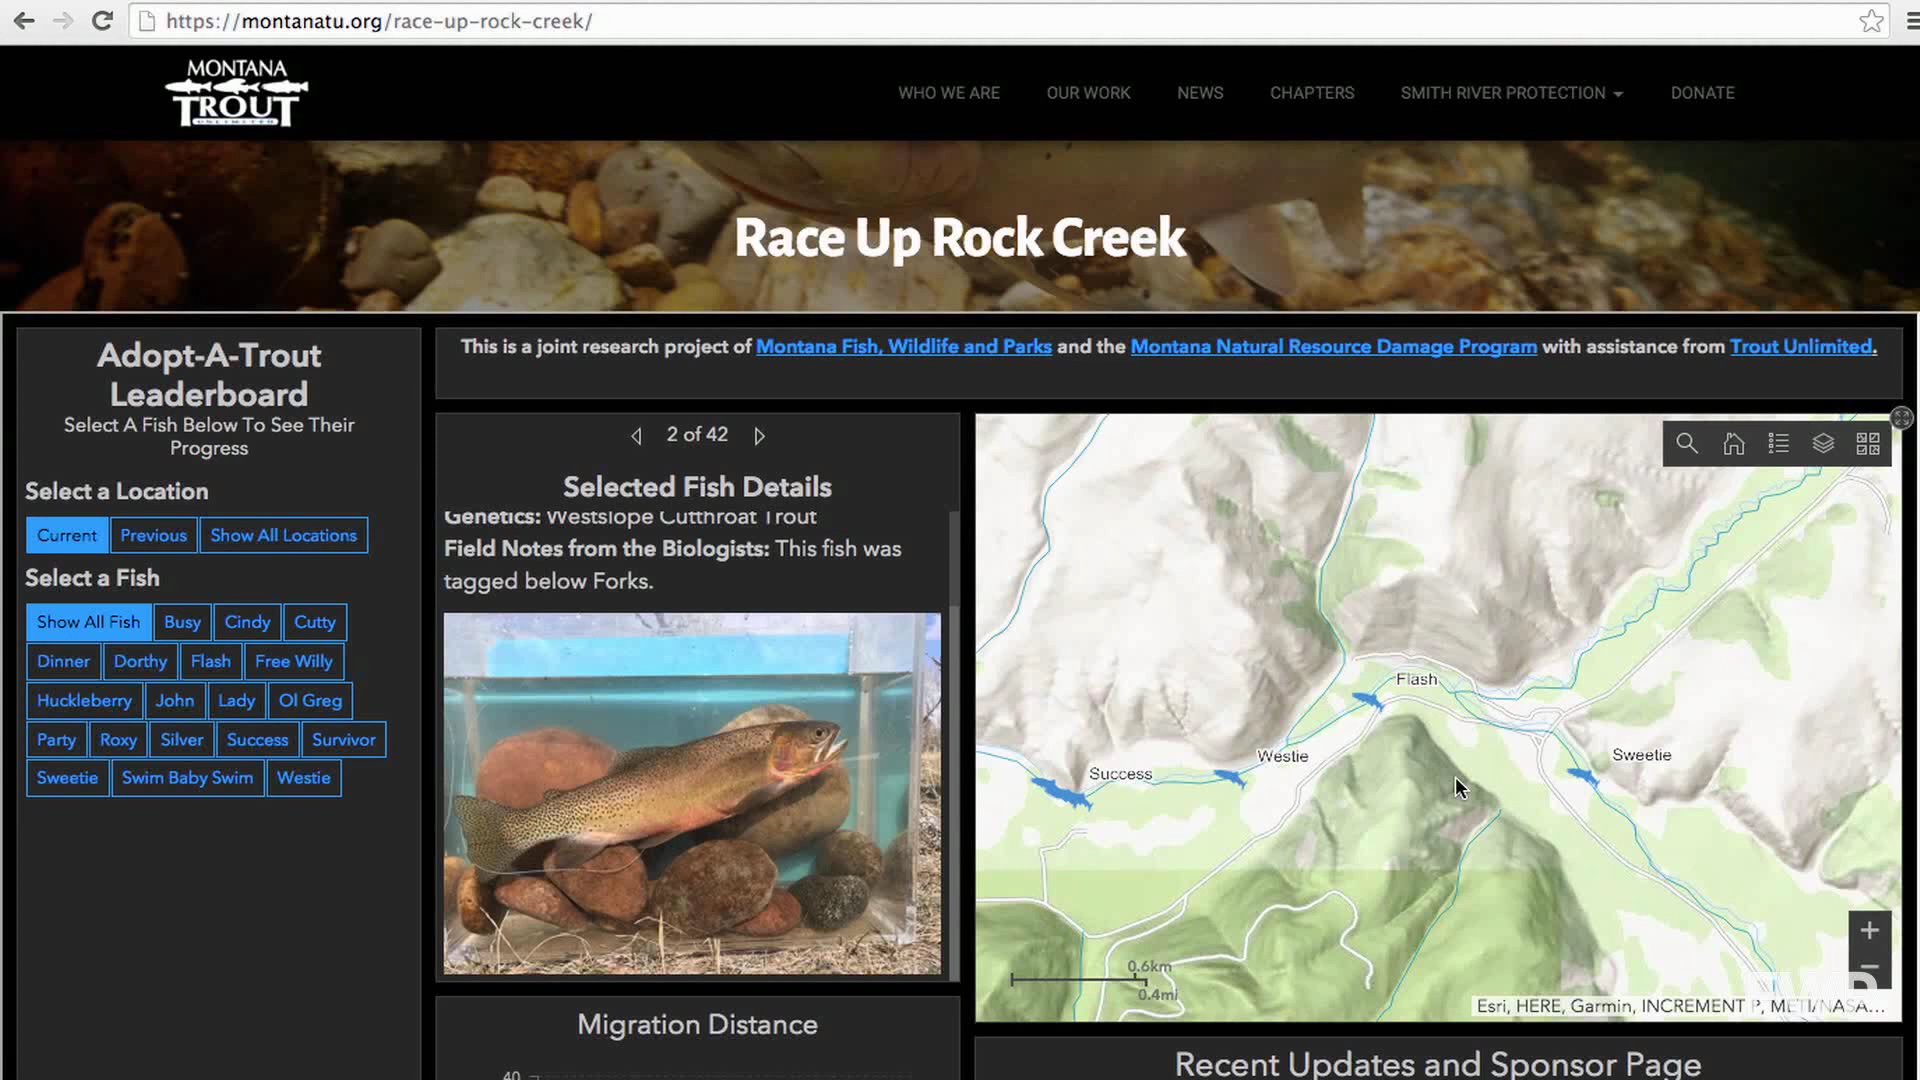 https://montanatu.org/race-up-rock-creek/
MONTANA
TROUT
UNLIMITED
WHO WE ARE
OUR WORK
NEWS
CHAPTERS
SMITH RIVER PROTECTION
DONATE
Race Up Rock Creek
Adopt-A-Trout
Leaderboard
Select A Fish Below To See Their
Progress
Select a Location
Current Previous Show All Locations
Select a Fish
Show All Fish Busy Cindy Cutty
Dinner Dorthy Flash Free Willy
Huckleberry John Lady Ol Greg
Party Roxy Silver Success Survivor
Sweetie Swim Baby Swim Westie
This is a joint research project of Montana Fish, Wildlife and Parks and the Montana Natural Resource Damage Program with assistance from Trout Unlimited.
2 of 42
Selected Fish Details
Genetics: Westslope Cutthroat Trout
Field Notes from the Biologists: This fish was
tagged below Forks.
Migration Distance
40
Flash
Westie
Sweetie
Success
+
0.6km
0.4mi
Esri, HERE, Garmin, INCREMENT P, METI/NASA...
Recent Updates and Sponsor Page